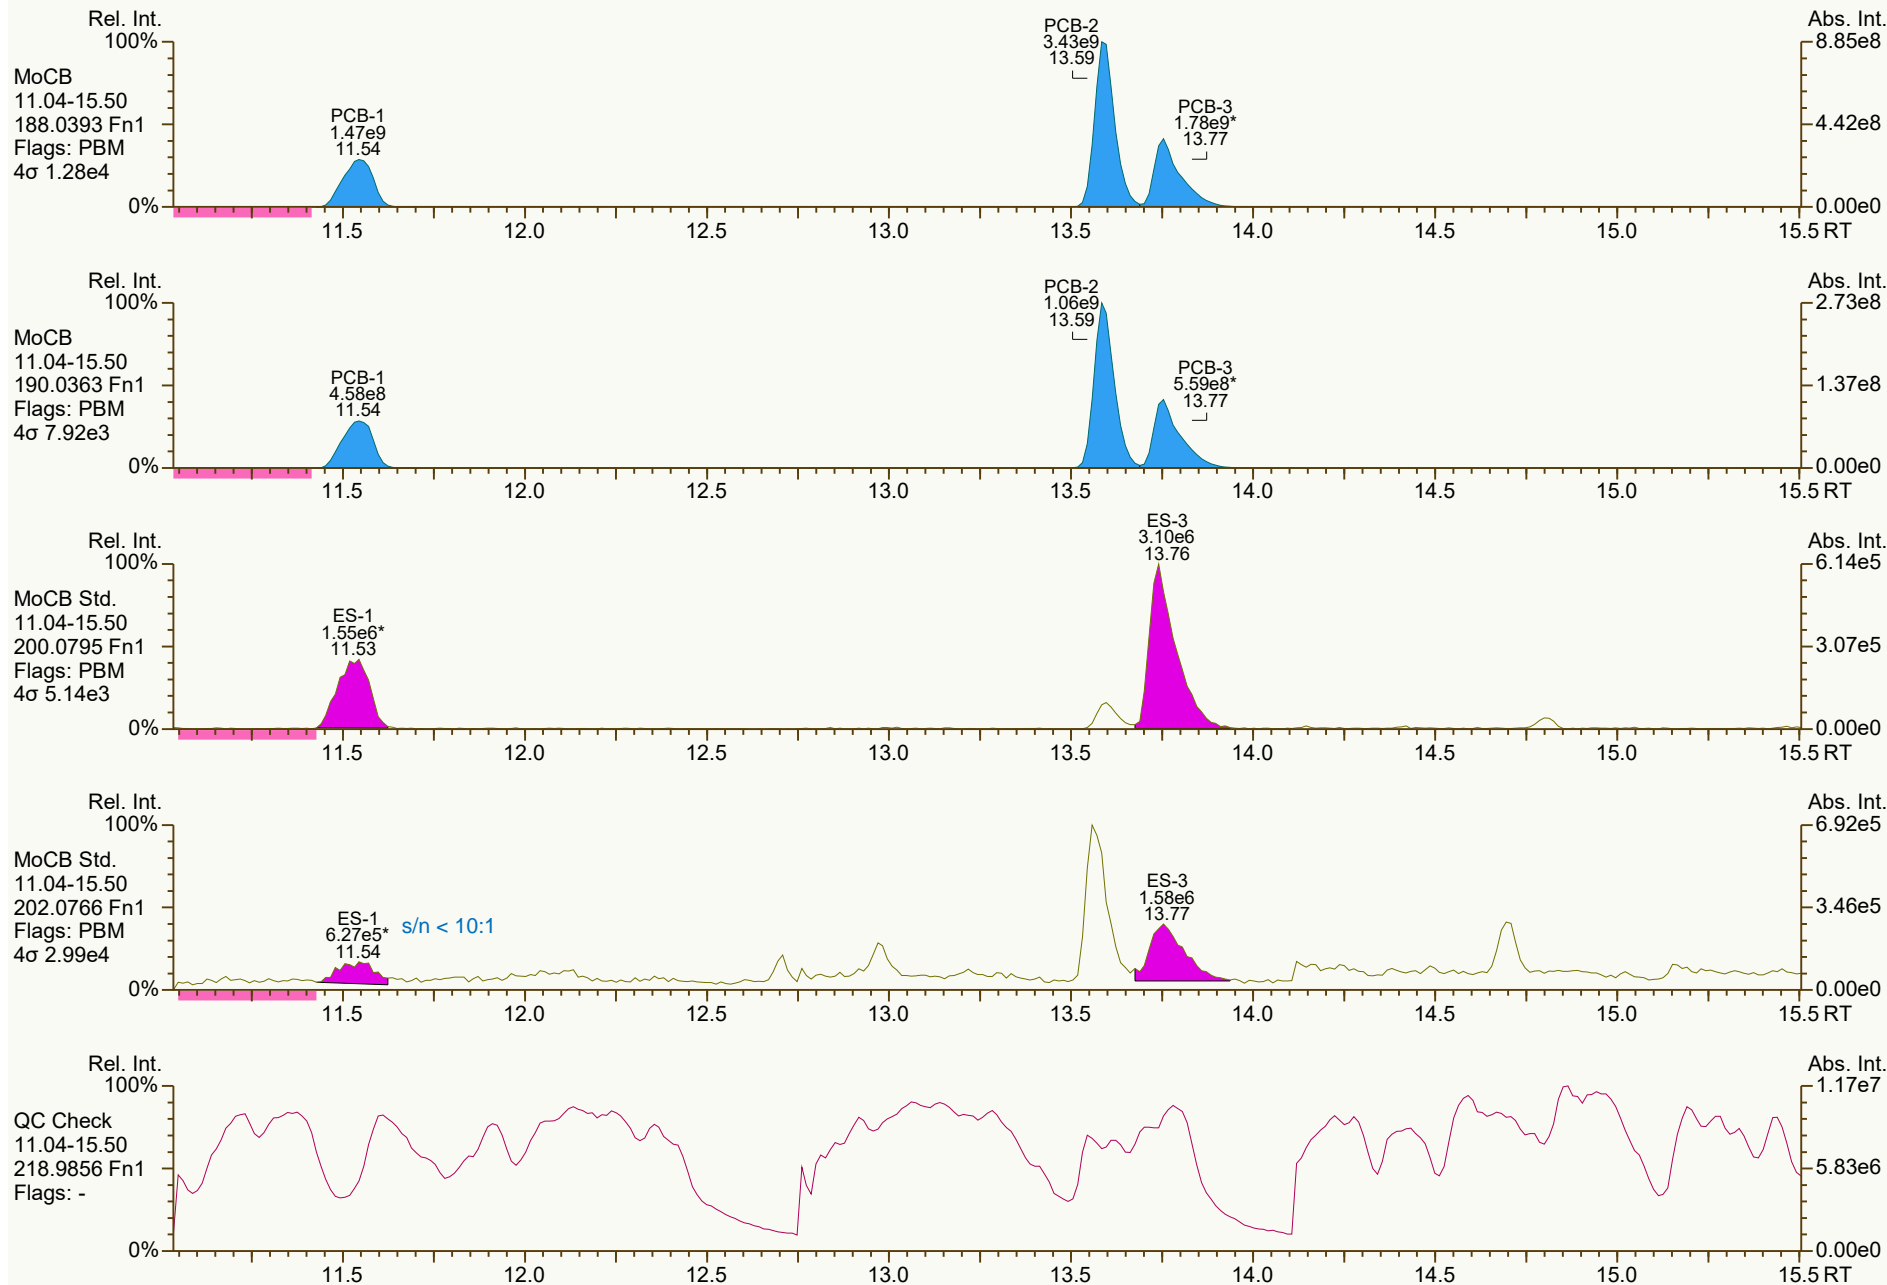 Rel. Int.
Abs. Int.
100%
0%
MoCB
11.04-15.50
188.0393 Fn1
Flags: PBM
4σ 1.28e4
PCB-1
1.47e9
11.54
PCB-2
3.43e9
13.59
PCB-3
1.78e9*
13.77
8.85e8
4.42e8
0.00e0
11.5 12.0 12.5 13.0 13.5 14.0 14.5 15.0 15.5 RT
Rel. Int.
Abs. Int.
100%
0%
MoCB
11.04-15.50
190.0363 Fn1
Flags: PBM
4σ 7.92e3
PCB-1
4.58e8
11.54
PCB-2
1.06e9
13.59
PCB-3
5.59e8*
13.77
2.73e8
1.37e8
0.00e0
11.5 12.0 12.5 13.0 13.5 14.0 14.5 15.0 15.5 RT
Rel. Int.
Abs. Int.
100%
0%
MoCB Std.
11.04-15.50
200.0795 Fn1
Flags: PBM
4σ 5.14e3
ES-1
1.55e6*
11.53
ES-3
3.10e6
13.76
6.14e5
3.07e5
0.00e0
11.5 12.0 12.5 13.0 13.5 14.0 14.5 15.0 15.5 RT
Rel. Int.
Abs. Int.
100%
0%
MoCB Std.
11.04-15.50
202.0766 Fn1
Flags: PBM
4σ 2.99e4
ES-1
6.27e5*
11.54
s/n < 10:1
ES-3
1.58e6
13.77
6.92e5
3.46e5
0.00e0
11.5 12.0 12.5 13.0 13.5 14.0 14.5 15.0 15.5 RT
Rel. Int.
Abs. Int.
100%
0%
QC Check
11.04-15.50
218.9856 Fn1
Flags: -
1.17e7
5.83e6
0.00e0
11.5 12.0 12.5 13.0 13.5 14.0 14.5 15.0 15.5 RT